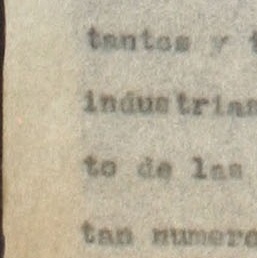 tantos y
industrias
to de las
tan numero